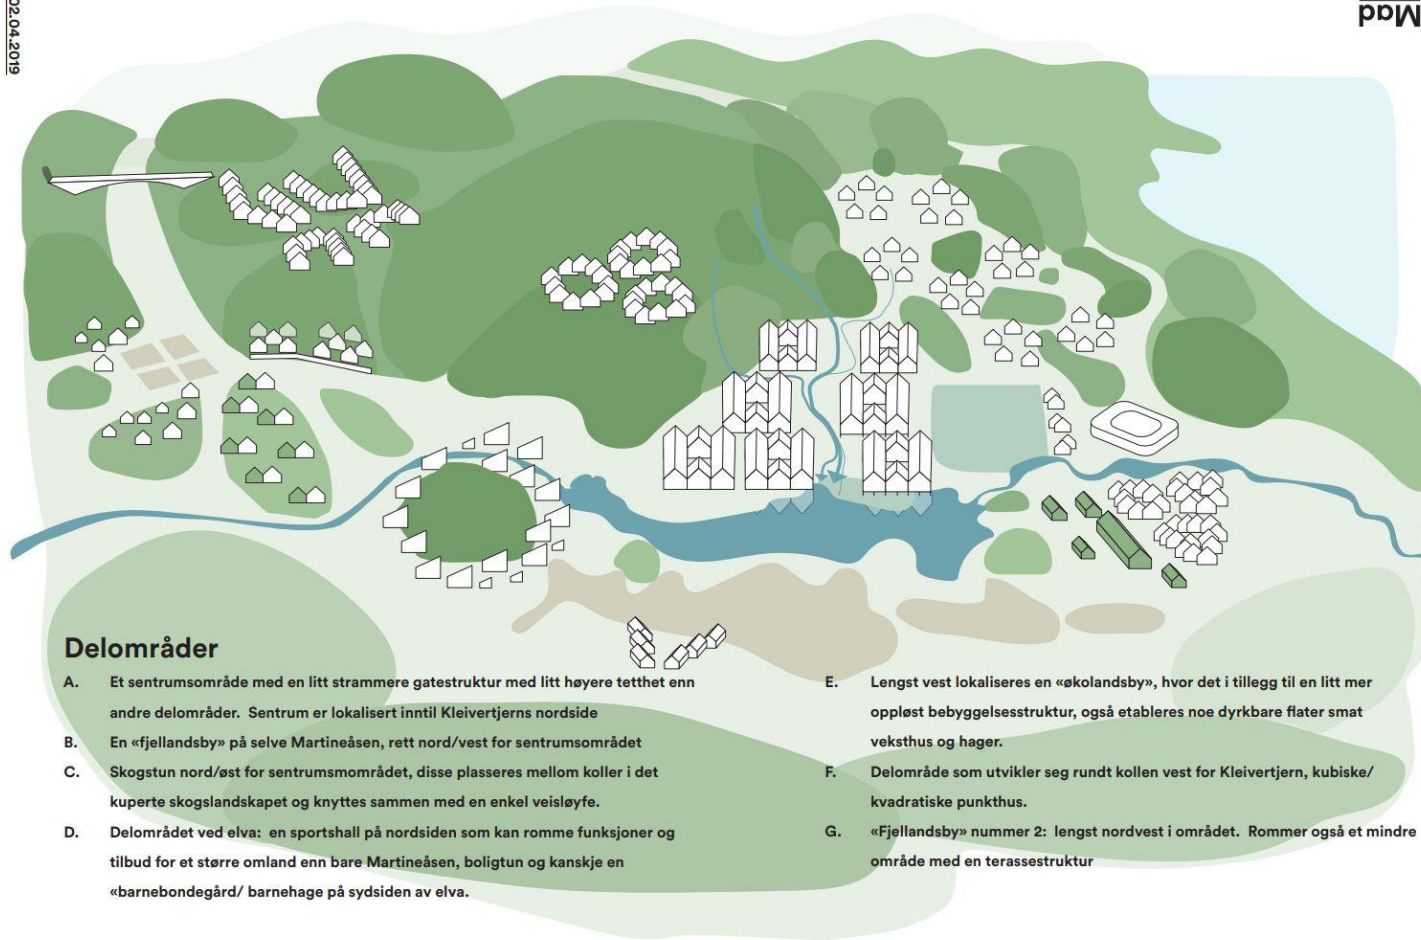 02.04.2019
Mad
Delområder
A. Et sentrumsområde med en litt strammere gatestruktur med litt høyere tetthet enn
andre delområder. Sentrum er lokalisert inntil Kleivertjerns nordside
B. En «fjellandsby» på selve Martineåsen, rett nord/vest for sentrumsområdet
C. Skogstun nord/øst for sentrumsmområdet, disse plasseres mellom koller i det
kuperte skogslandskapet og knyttes sammen med en enkel veisløyfe.
D. Delområdet ved elva: en sportshall på nordsiden som kan romme funksjoner og
tilbud for et større omland enn bare Martineåsen, boligtun og kanskje en
«barnebondegård/ barnehage på sydsiden av elva.
E. Lengst vest lokaliseres en «økolandsby», hvor det i tillegg til en litt mer
oppløst bebyggelsesstruktur, også etableres noe dyrkbare flater smat
veksthus og hager.
F. Delområde som utvikler seg rundt kollen vest for Kleivertjern, kubiske/
kvadratiske punkthus.
G. «Fjellandsby» nummer 2: lengst nordvest i området. Rommer også et mindre
område med en terassestruktur